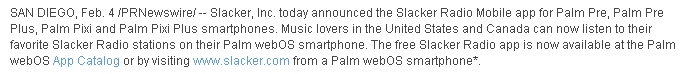 SAN DIEGO, Feb. 4 /PRNewswire/ -- Slacker, Inc. today announced the Slacker Radio Mobile app for Palm Pre, Palm Pre
Plus, Palm Pixi and Palm Pixi Plus smartphones. Music lovers in the United States and Canada can now listen to their
favorite Slacker Radio stations on their Palm webOS smartphone. The free Slacker Radio app is now available at the Palm
webOS App Catalog or by visiting www.slacker.com from a Palm webOS smartphone*.